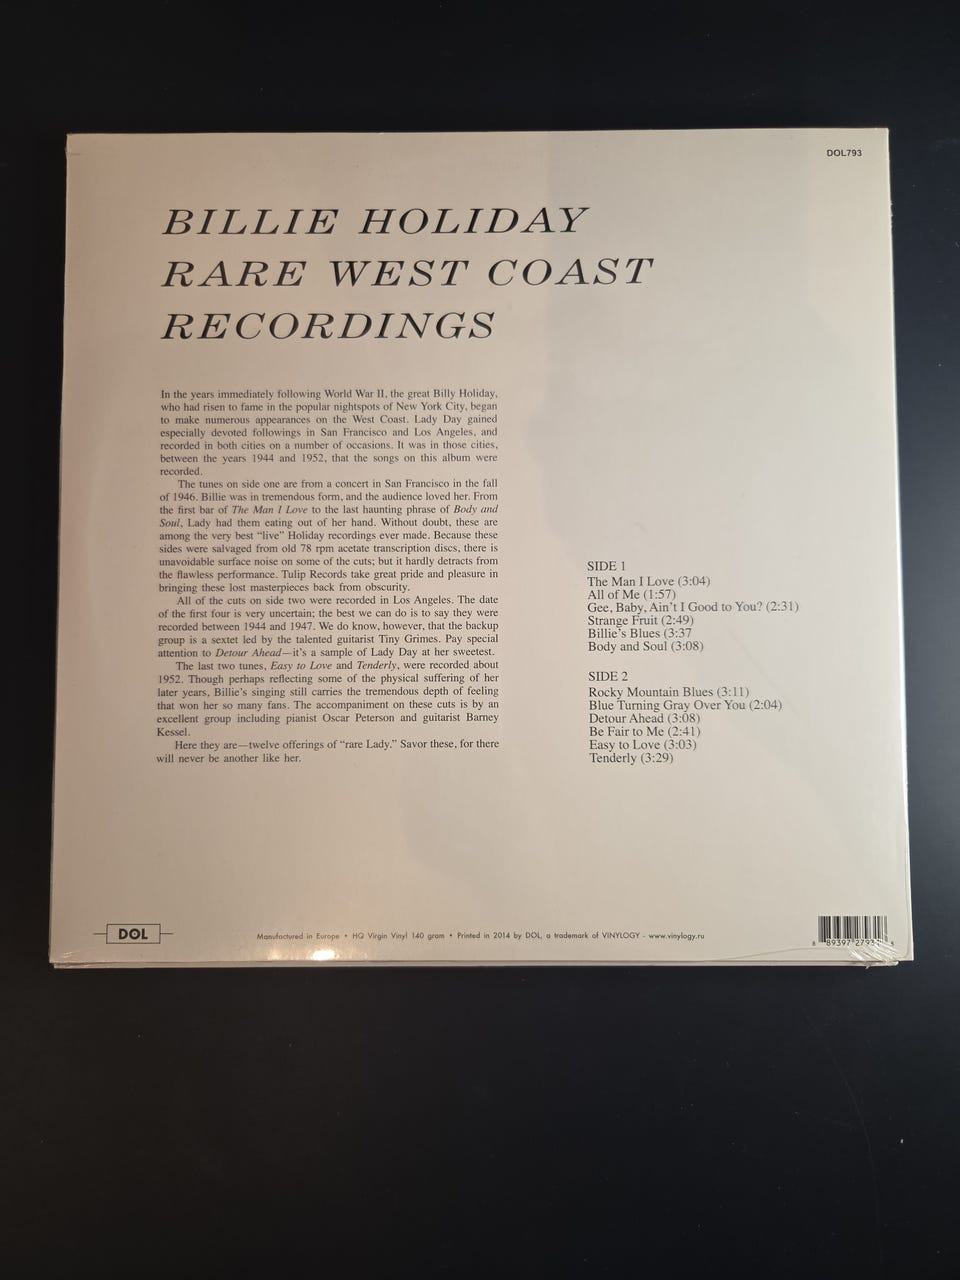 DOL793
BILLIE HOLIDAY
RARE WEST COAST
RECORDINGS
In the years immediately following World War II, the great Billy Holiday,
who had risen to fame in the popular nightspots of New York City, began
to make numerous appearances on the West Coast. Lady Day gained
especially devoted followings in San Francisco and Los Angeles, and
recorded in both cities on a number of occasions. It was in those cities,
between the years 1944 and 1952, that the songs on this album were
recorded.
The tunes on side one are from a concert in San Francisco in the fall
of 1946. Billie was in tremendous form, and the audience loved her. From
the first bar of The Man I Love to the last haunting phrase of Body and
Soul, Lady had them eating out of her hand. Without doubt, these are
among the very best “live” Holiday recordings ever made. Because these
sides were salvaged from old 78 rpm acetate transcription discs, there is
unavoidable surface noise on some of the cuts; but it hardly detracts from
the flawless performance. Tulip Records take great pride and pleasure in
bringing these lost masterpieces back from obscurity.
All of the cuts on side two were recorded in Los Angeles. The date
of the first four is very uncertain; the best we can do is to say they were
recorded between 1944 and 1947. We do know, however, that the backup
group is a sextet led by the talented guitarist Tiny Grimes. Pay special
attention to Detour Ahead—it’s a sample of Lady Day at her sweetest.
The last two tunes, Easy to Love and Tenderly, were recorded about
1952. Though perhaps reflecting some of the physical suffering of her
later years, Billie’s singing still carries the tremendous depth of feeling
that won her so many fans. The accompaniment on these cuts is by an
excellent group including pianist Oscar Peterson and guitarist Barney
Kessel.
Here they are—twelve offerings of “rare Lady.” Savor these, for there
will never be another like her.
SIDE 1
The Man I Love (3:04)
All of Me (1:57)
Gee, Baby, Ain’t I Good to You? (2:31)
Strange Fruit (2:49)
Billie’s Blues (3:37
Body and Soul (3:08)
SIDE 2
Rocky Mountain Blues (3:11)
Blue Turning Gray Over You (2:04)
Detour Ahead (3:08)
Be Fair to Me (2:41)
Easy to Love (3:03)
Tenderly (3:29)
DOL
Manufactured in Europe • HQ Virgin Vinyl 140 gram • Printed in 2014 by DOL, a trademark of VINYLOGY - www.vinylogy.ru